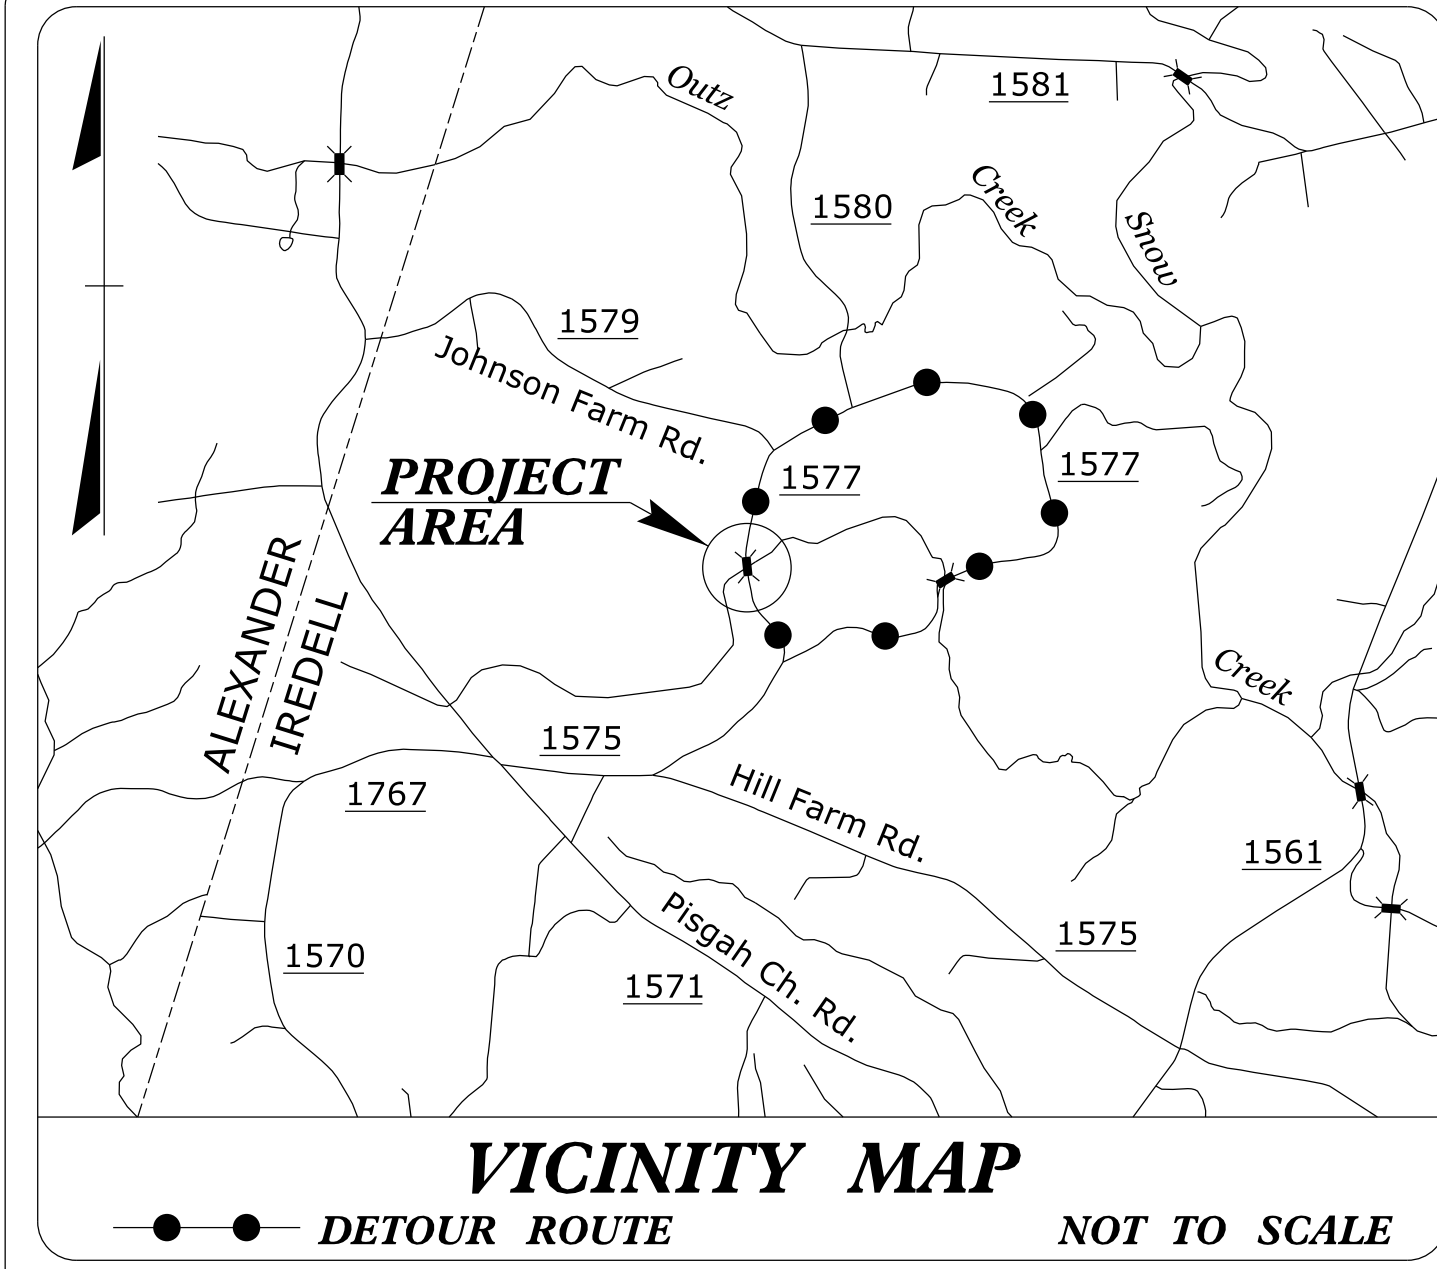 Outz
1581
Creek
1580
Snow
1579
Johnson Farm Rd.
1577
1577
PROJECT
AREA
ALEXANDER
IREDELL
Creek
1575
1767
Hill Farm Rd.
1561
1575
Pisgah Ch. Rd.
1570
1571
VICINITY MAP
DETOUR ROUTE
NOT TO SCALE